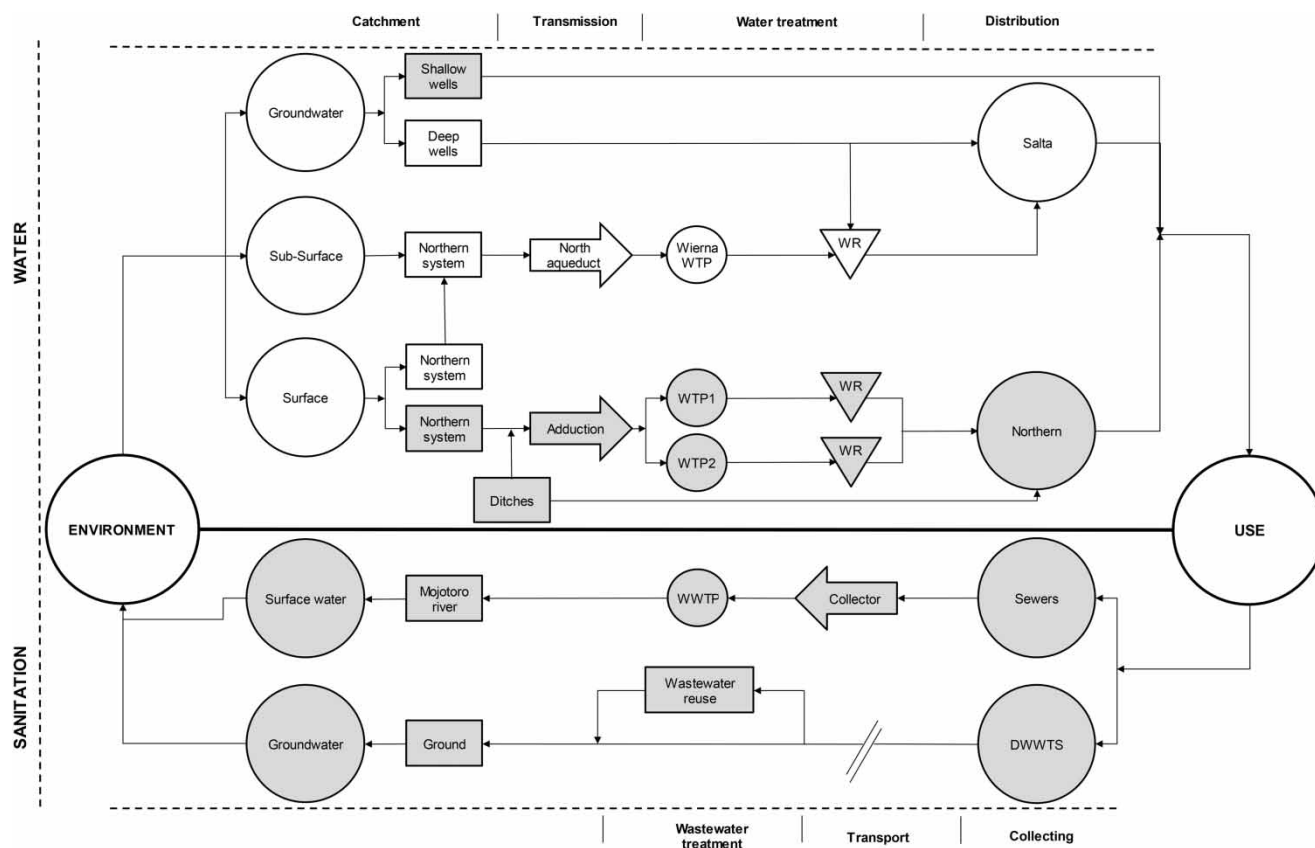 Catchment
Transmission
Water treatment
Distribution
WATER
Shallow
wells
Groundwater
Deep
wells
Salta
Sub-Surface
Northern
system
North
aqueduct
Wierna
WTP
WR
Surface
Northern
system
Northern
system
Adduction
WTP1
WTP2
WR
WR
Northern
Ditches
ENVIRONMENT
USE
SANITATION
Surface water
Mojotoro
river
WWTP
Collector
Sewers
Wastewater
reuse
Groundwater
Ground
DWWTS
Wastewater
treatment
Transport
Collecting